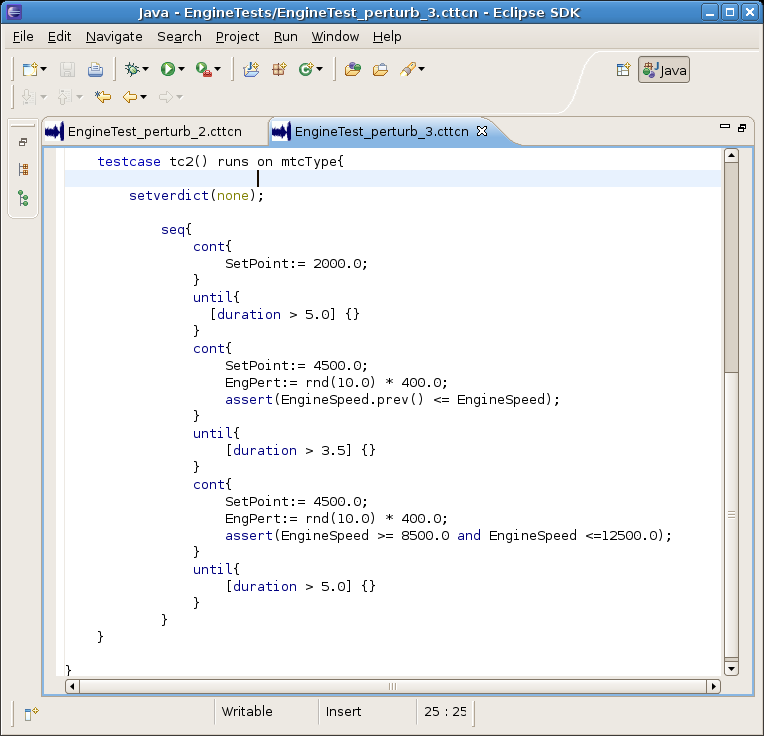 Java - EngineTests/EngineTest_perturb_3.cttcn - Eclipse SDK
File Edit Navigate Search Project Run Window Help
Java
EngineTest_perturb_2.cttcn EngineTest_perturb_3.cttcn
testcase tc2() runs on mtcType{
setverdict(none);
seq{
cont{
SetPoint:= 2000.0;
}
until{
[duration > 5.0] {}
}
cont{
SetPoint:= 4500.0;
EngPert:= rnd(10.0) * 400.0;
assert(EngineSpeed.prev() <= EngineSpeed);
}
until{
[duration > 3.5] {}
}
cont{
SetPoint:= 4500.0;
EngPert:= rnd(10.0) * 400.0;
assert(EngineSpeed >= 8500.0 and EngineSpeed <=12500.0);
}
until{
[duration > 5.0] {}
}
}
}
}
Writable Insert 25 : 25